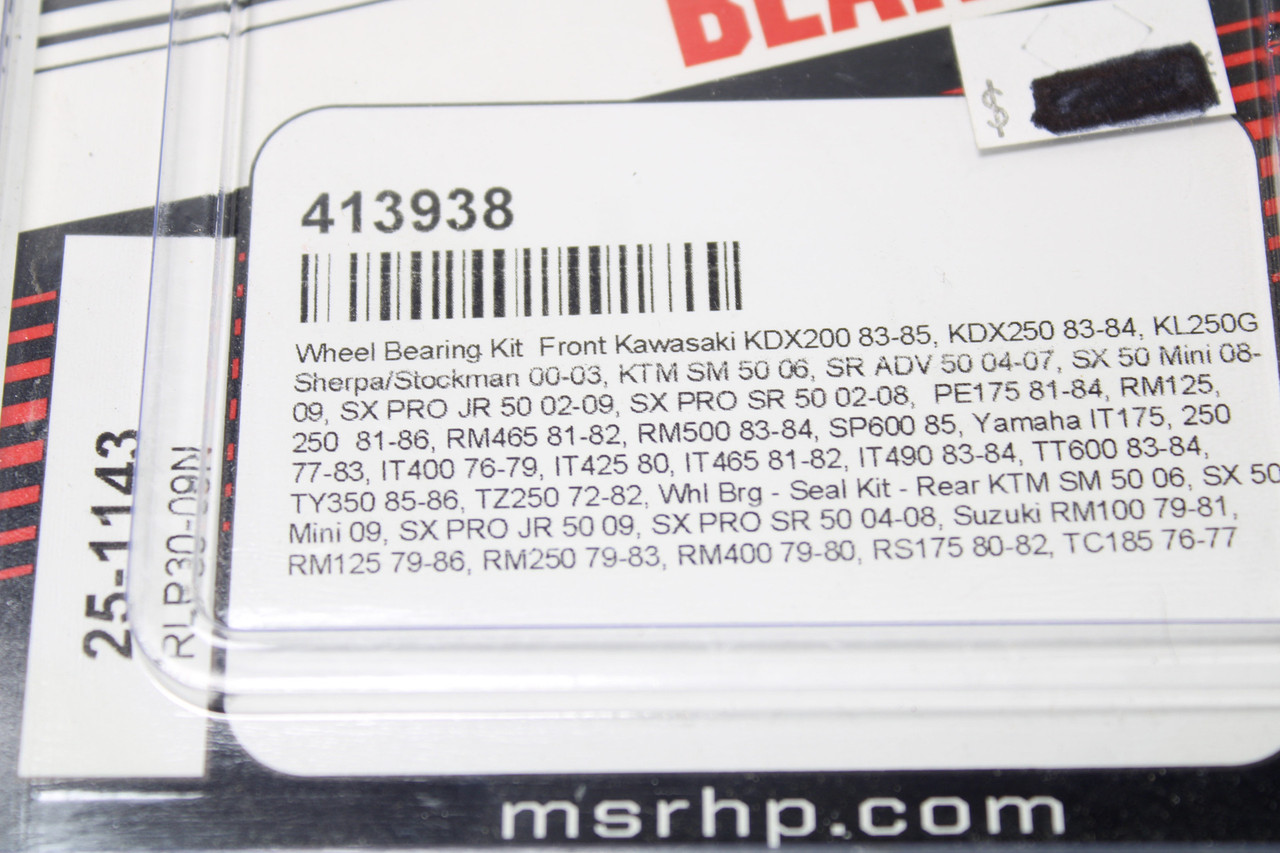 $
413938
Wheel Bearing Kit  Front Kawasaki KDX200 83-85, KDX250 83-84, KL250G
Sherpa/Stockman 00-03, KTM SM 50 06, SR ADV 50 04-07, SX 50 Mini 08-
09, SX PRO JR 50 02-09, SX PRO SR 50 02-08,  PE175 81-84, RM125,
250  81-86, RM465 81-82, RM500 83-84, SP600 85, Yamaha IT175, 250
77-83, IT400 76-79, IT425 80, IT465 81-82, IT490 83-84, TT600 83-84,
TY350 85-86, TZ250 72-82, Whl Brg - Seal Kit - Rear KTM SM 50 06, SX 50
Mini 09, SX PRO JR 50 09, SX PRO SR 50 04-08, Suzuki RM100 79-81,
RM125 79-86, RM250 79-83, RM400 79-80, RS175 80-82, TC185 76-77
25-1143
msrhp.com